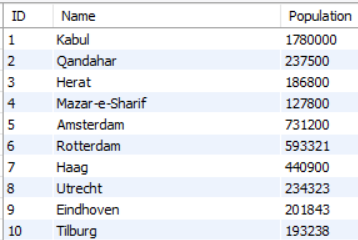 ID Name Population
1 Kabul 1780000
2 Qandahar 237500
3 Herat 186800
4 Mazar-e-Sharif 127800
5 Amsterdam 731200
6 Rotterdam 593321
7 Haag 440900
8 Utrecht 234323
9 Eindhoven 201843
10 Tilburg 193238